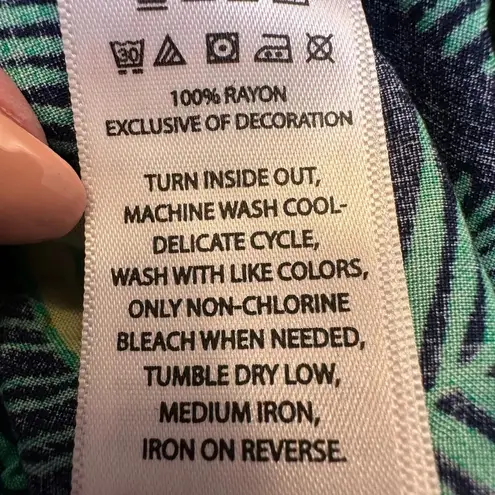 30
100% RAYON
EXCLUSIVE OF DECORATION
TURN INSIDE OUT,
MACHINE WASH COOL-
DELICATE CYCLE,
WASH WITH LIKE COLORS,
ONLY NON-CHLORINE
BLEACH WHEN NEEDED,
TUMBLE DRY LOW,
MEDIUM IRON,
IRON ON REVERSE.